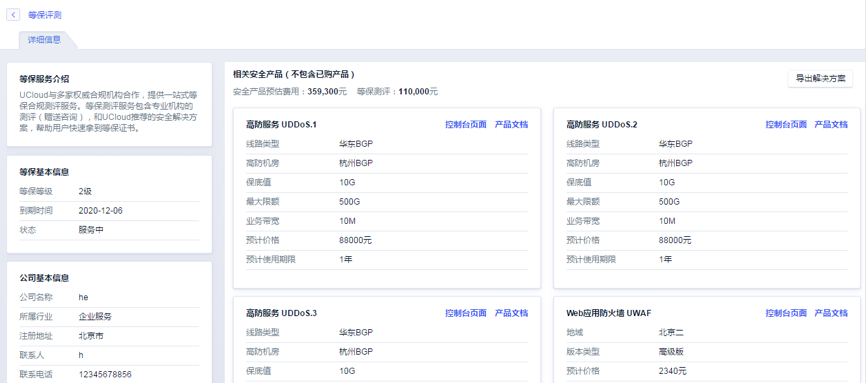 等保评测
详细信息
等保服务介绍
UCloud与多家权威合规机构合作，提供一站式等
保合规测评服务。等保测评服务包含专业机构的
测评（赠送咨询），和UCloud推荐的安全解决方
案，帮助用户快速拿到等保证书。
等保基本信息
等保等级 2级
到期时间 2020-12-06
状态 服务中
公司基本信息
公司名称 he
所属行业 企业服务
注册地址 北京市
联系人 h
联系电话 12345678856
相关安全产品（不包含已购产品）
安全产品预估费用：359,300元 等保测评：110,000元
导出解决方案
高防服务 UDDoS.1 控制台页面 产品文档
线路类型 华东BGP
高防机房 杭州BGP
保底值 10G
最大限额 500G
业务带宽 10M
预计价格 88000元
预计使用期限 1年
高防服务 UDDoS.2 控制台页面 产品文档
线路类型 华东BGP
高防机房 杭州BGP
保底值 10G
最大限额 500G
业务带宽 10M
预计价格 88000元
预计使用期限 1年
高防服务 UDDoS.3 控制台页面 产品文档
线路类型 华东BGP
高防机房 杭州BGP
保底值 10G
Web应用防火墙 UWAF 控制台页面 产品文档
地域 北京二
版本类型 高级版
预计价格 2340元